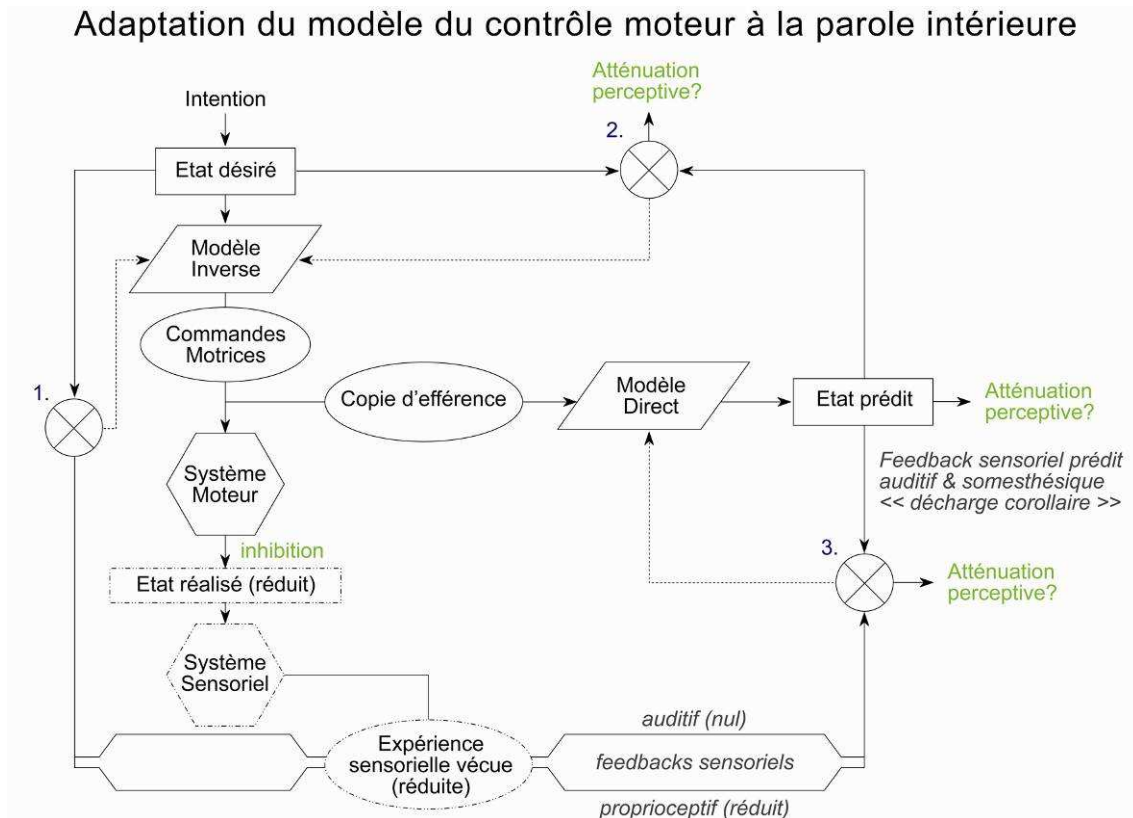 Adaptation du modèle du contrôle moteur à la parole intérieure
Atténuation
perceptive?
Intention
2.
Etat désiré
Modèle
Inverse
Commandes
Motrices
1.
Copie d'efférence
Modèle
Direct
Etat prédit
Atténuation
perceptive?
Feedback sensoriel prédit
auditif & somesthésique
<< décharge corollaire >>
Système
Moteur
inhibition
3.
Etat réalisé (réduit)
Atténuation
perceptive?
Système
Sensoriel
auditif (nul)
Expérience
sensorielle vécue
(réduite)
feedbacks sensoriels
proprioceptif (réduit)